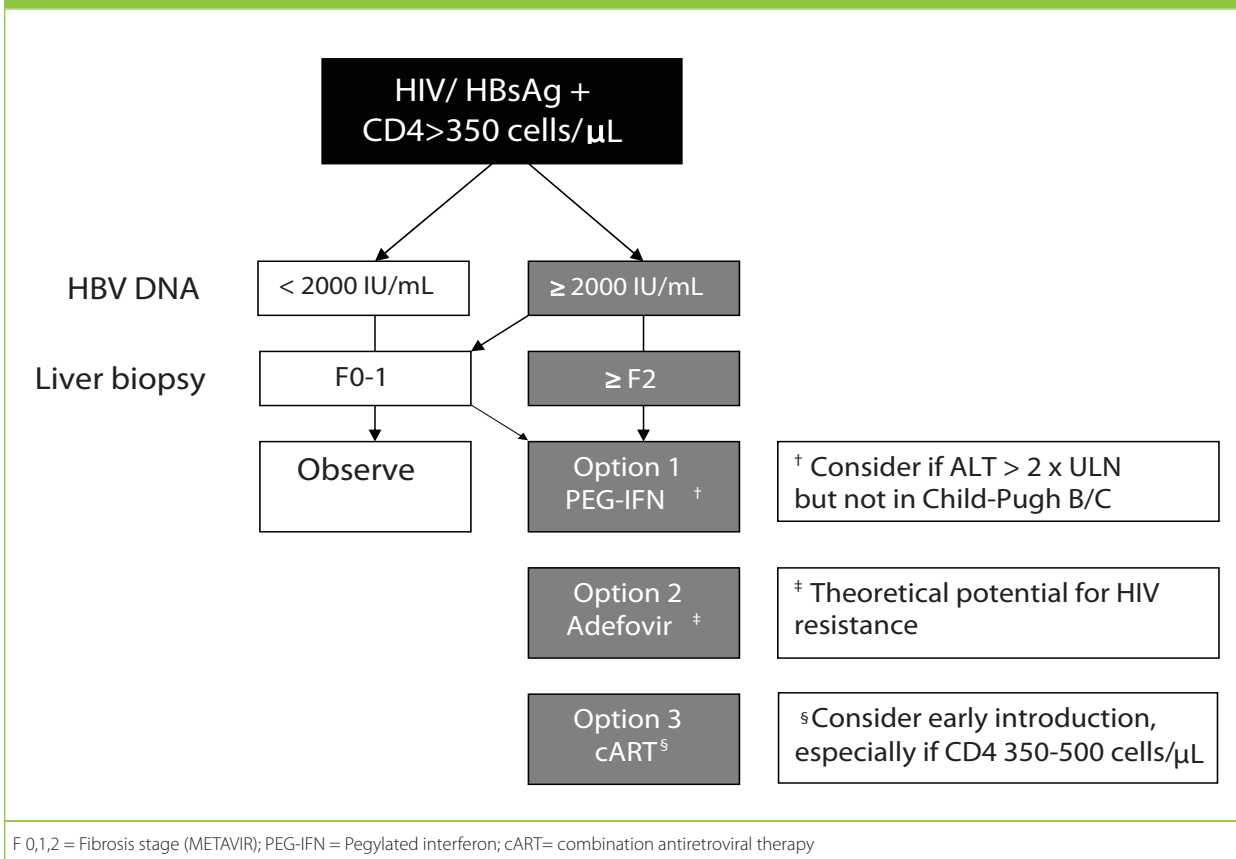 HIV/ HBsAg +
CD4>350 cells/µL
HBV DNA
< 2000 IU/mL
≥ 2000 IU/mL
Liver biopsy
F0-1
≥ F2
Observe
Option 1
PEG-IFN †
† Consider if ALT > 2 x ULN
but not in Child-Pugh B/C
Option 2
Adefovir ‡
‡ Theoretical potential for HIV
resistance
Option 3
cART§
§Consider early introduction,
especially if CD4 350-500 cells/µL
F 0,1,2 = Fibrosis stage (METAVIR); PEG-IFN = Pegylated interferon; cART= combination antiretroviral therapy